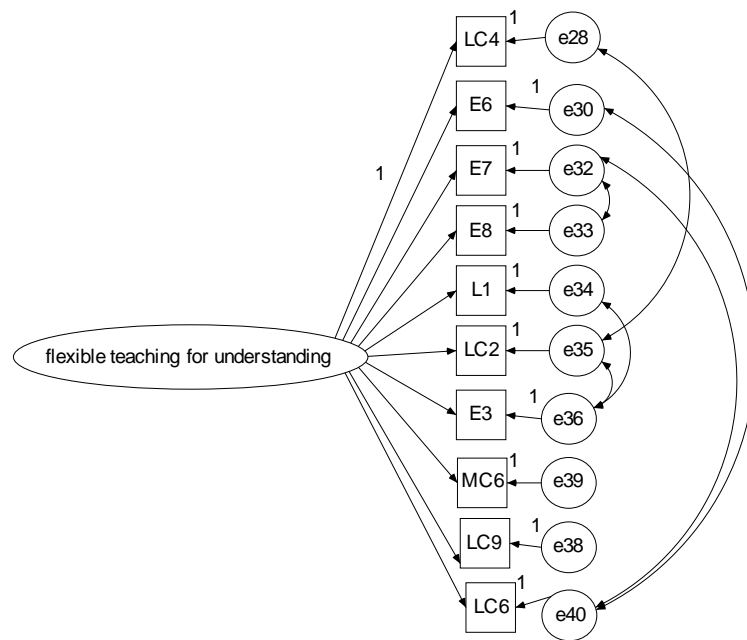 1
LC4
e28
1
E6
e30
1
1
E7
e32
1
E8
e33
1
L1
e34
flexible teaching for understanding
1
LC2
e35
1
E3
e36
1
MC6
e39
1
LC9
e38
1
LC6
e40